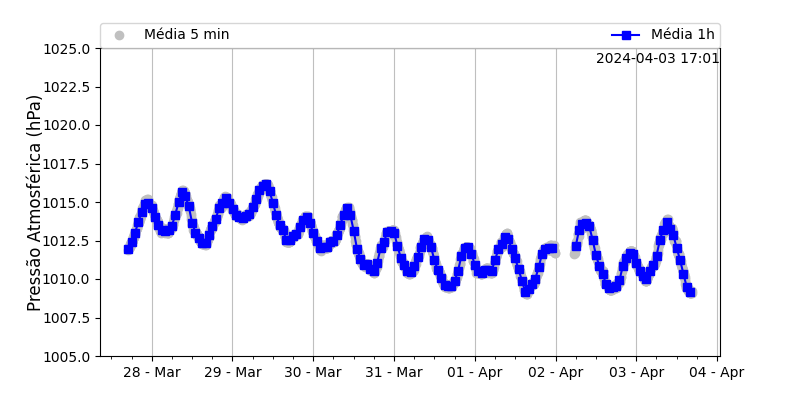 Média 5 min
Média 1h
2024-04-03 17:01
Pressão Atmosférica (hPa)
1025.0
1022.5
1020.0
1017.5
1015.0
1012.5
1010.0
1007.5
1005.0
28 - Mar
29 - Mar
30 - Mar
31 - Mar
01 - Apr
02 - Apr
03 - Apr
04 - Apr